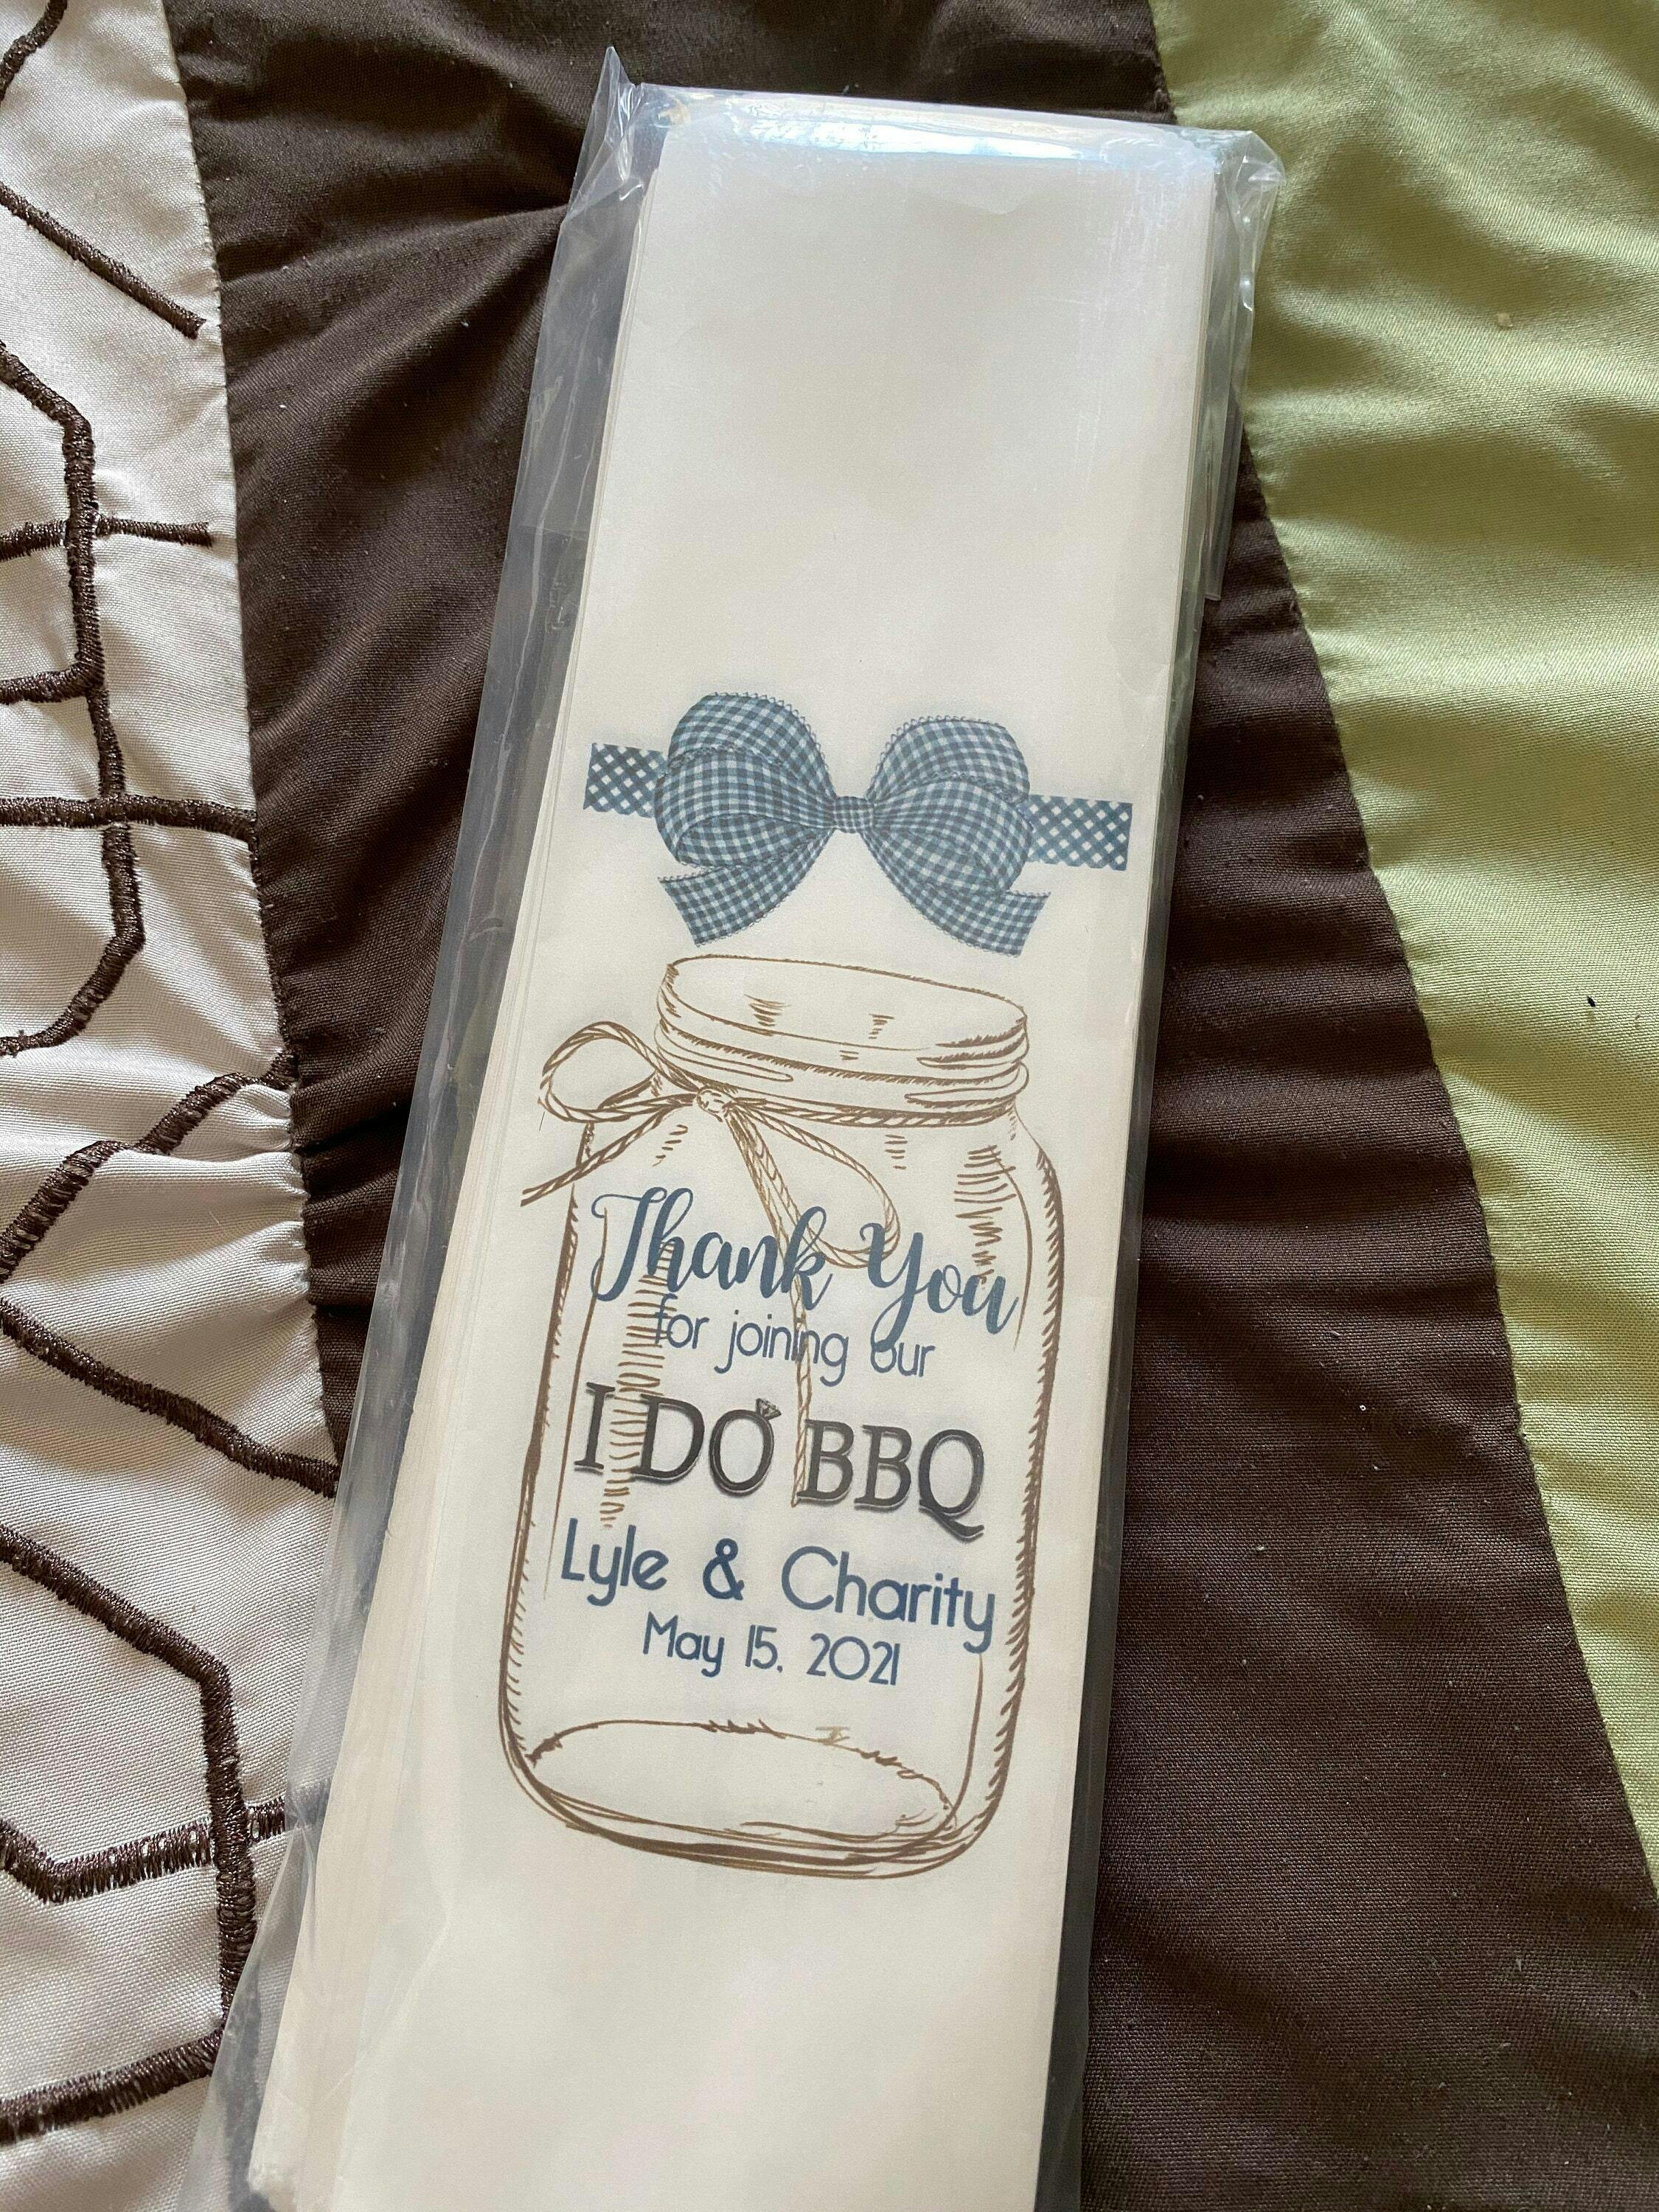 Thank You
for joining our
I DO BBQ
Lyle & Charity
May 15, 2021